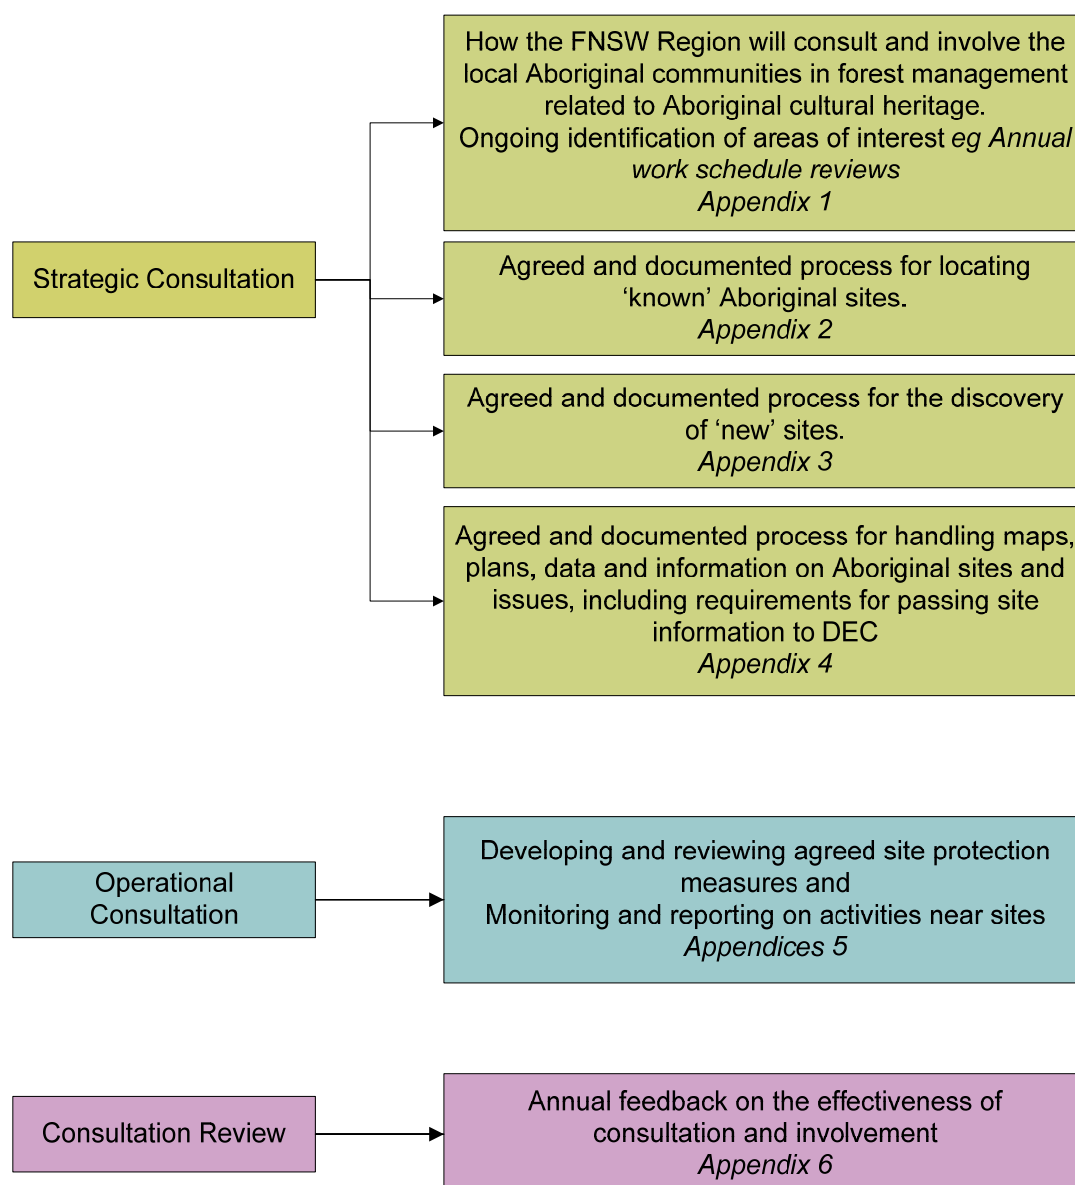 How the FNSW Region will consult and involve the
local Aboriginal communities in forest management
related to Aboriginal cultural heritage.
Ongoing identification of areas of interest eg Annual
work schedule reviews
Appendix 1
Strategic Consultation
Agreed and documented process for locating
‘known’ Aboriginal sites.
Appendix 2
Agreed and documented process for the discovery
of ‘new’ sites.
Appendix 3
Agreed and documented process for handling maps,
plans, data and information on Aboriginal sites and
issues, including requirements for passing site
information to DEC
Appendix 4
Operational
Consultation
Developing and reviewing agreed site protection
measures and
Monitoring and reporting on activities near sites
Appendices 5
Consultation Review
Annual feedback on the effectiveness of
consultation and involvement
Appendix 6